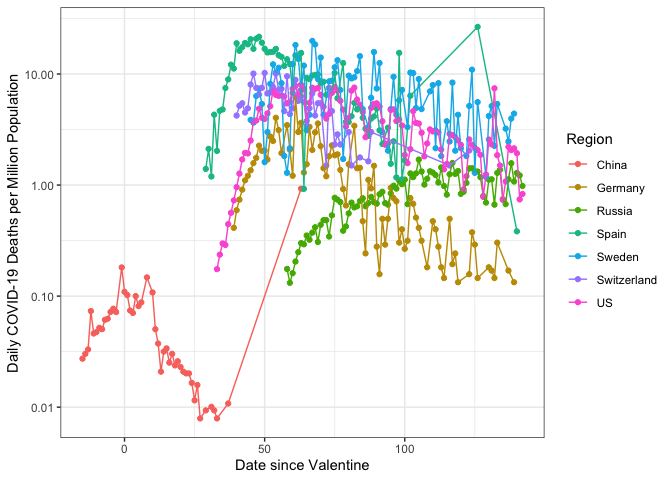 Daily COVID-19 Deaths per Million Population
10.00
1.00
0.10
0.01
0
50
100
Date since Valentine
Region
China
Germany
Russia
Spain
Sweden
Switzerland
US